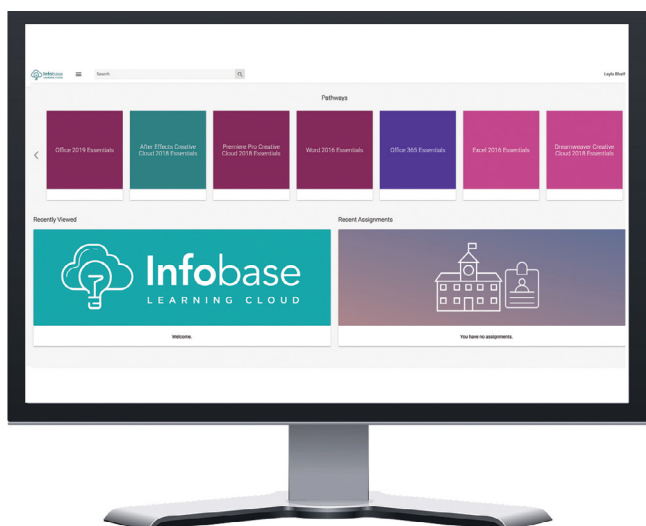 Infobase
LEARNING CLOUD
Search
Layla Bhatt
Pathways
Office 2019 Essentials
After Effects Creative
Cloud 2018 Essentials
Premiere Pro Creative
Cloud 2018 Essentials
Word 2016 Essentials
Office 365 Essentials
Excel 2016 Essentials
Dreamweaver Creative
Cloud 2018 Essentials
Recently Viewed
Recent Assignments
Infobase
LEARNING CLOUD
Welcome.
You have no assignments.